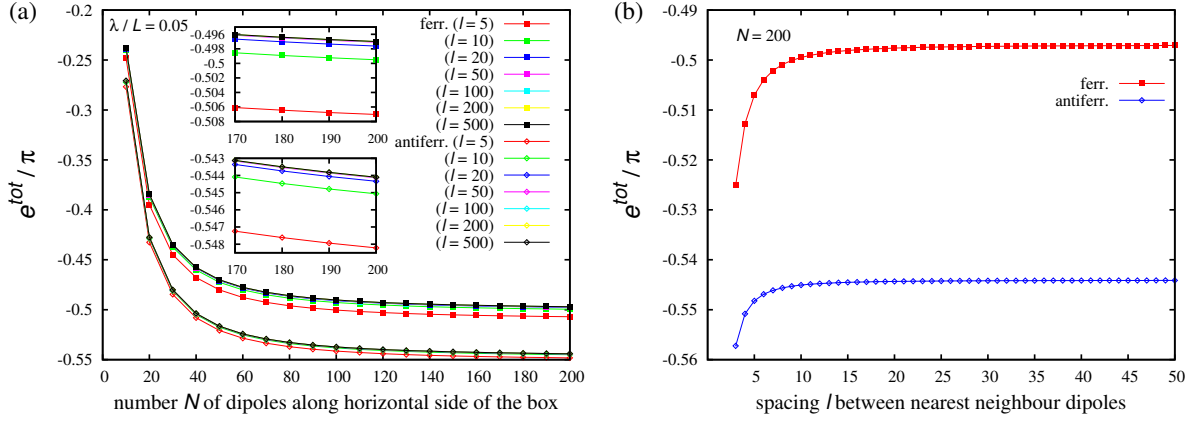 (a)
λ / L = 0.05
e^tot / π
-0.2
-0.25
-0.3
-0.35
-0.4
-0.45
-0.5
-0.55
0 20 40 60 80 100 120 140 160 180 200
number N of dipoles along horizontal side of the box
ferr. (l = 5)
(l = 10)
(l = 20)
(l = 50)
(l = 100)
(l = 200)
(l = 500)
antiferr. (l = 5)
(l = 10)
(l = 20)
(l = 50)
(l = 100)
(l = 200)
(l = 500)
-0.496
-0.498
-0.5
-0.502
-0.504
-0.506
-0.508
170 180 190 200
-0.543
-0.544
-0.545
-0.546
-0.547
-0.548
170 180 190 200
(b)
N = 200
e^tot / π
-0.49
-0.5
-0.51
-0.52
-0.53
-0.54
-0.55
-0.56
5 10 15 20 25 30 35 40 45 50
spacing l between nearest neighbour dipoles
ferr.
antiferr.